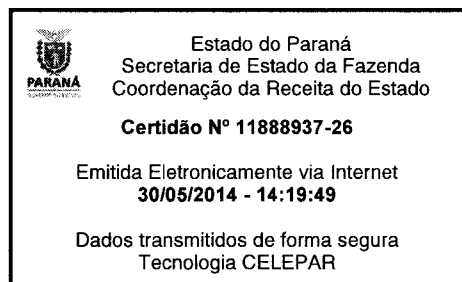 Estado do Paraná
Secretaria de Estado da Fazenda
PARANÁ
Coordenação da Receita do Estado
Certidão Nº 11888937-26
Emitida Eletronicamente via Internet
30/05/2014 - 14:19:49
Dados transmitidos de forma segura
Tecnologia CELEPAR